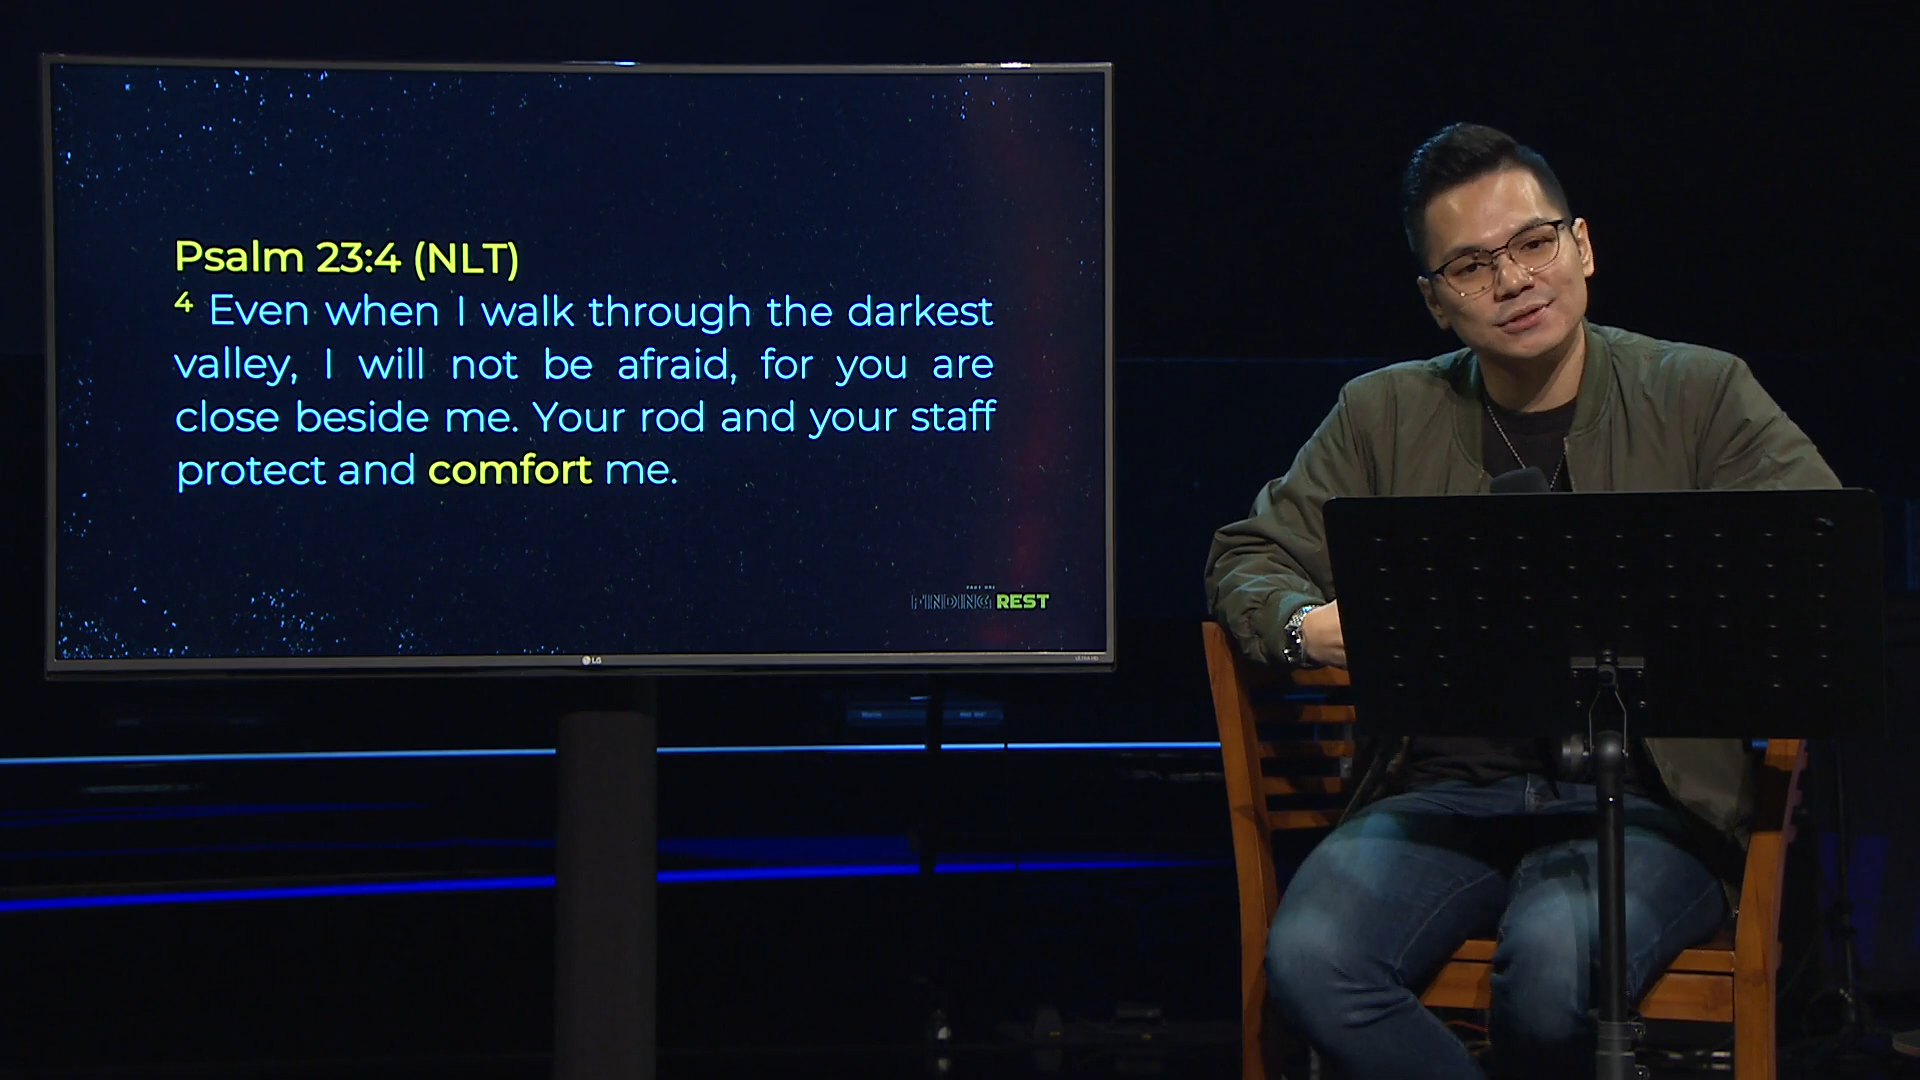 Psalm 23:4 (NLT)
4 Even when I walk through the darkest
valley, I will not be afraid, for you are
close beside me. Your rod and your staff
protect and comfort me.
FINDING REST
LG